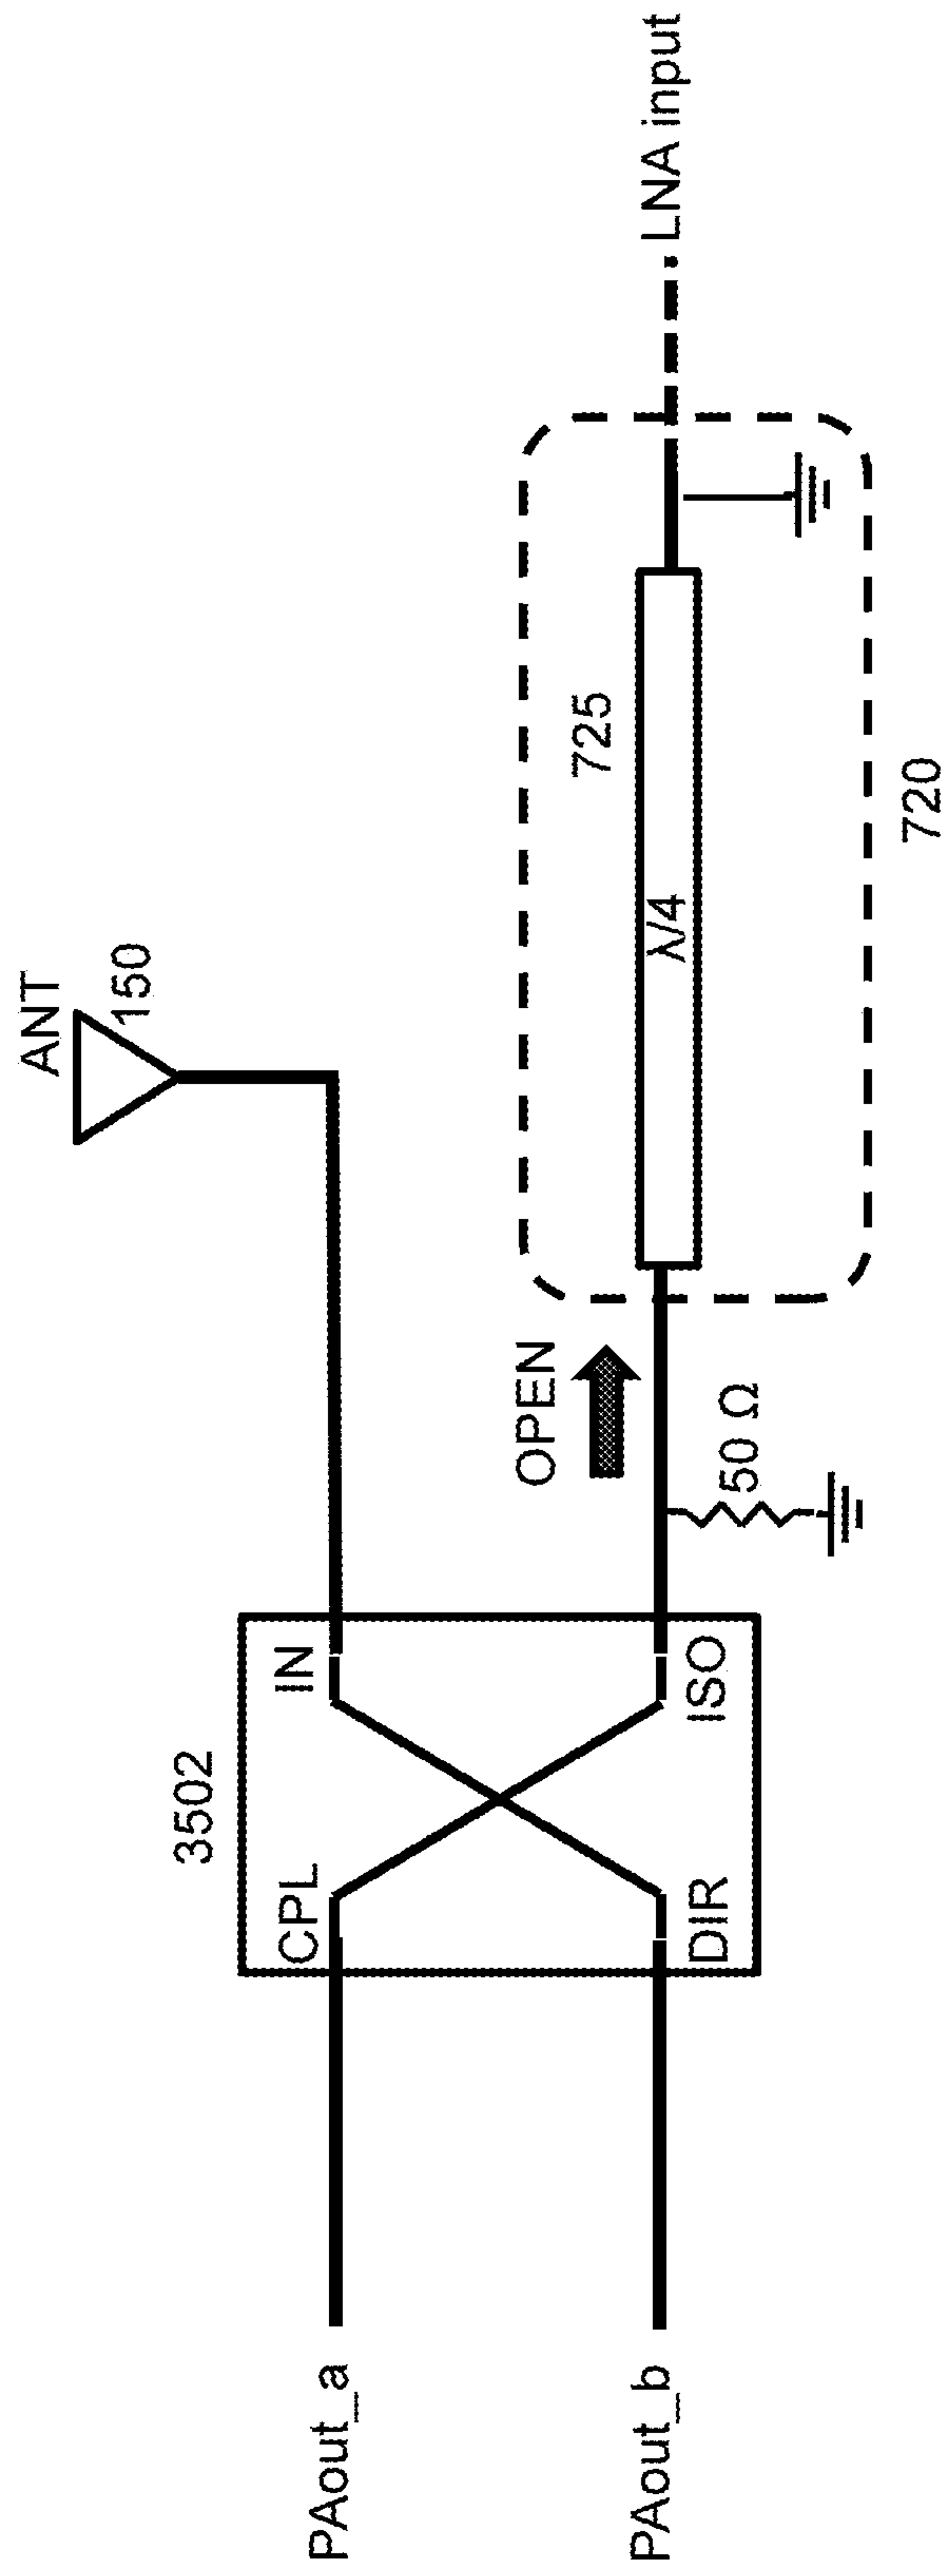 ANT
150
3502
CPL
IN
DIR
ISO
PAout_a
PAout_b
OPEN
50 Ω
725
λ/4
720
LNA input